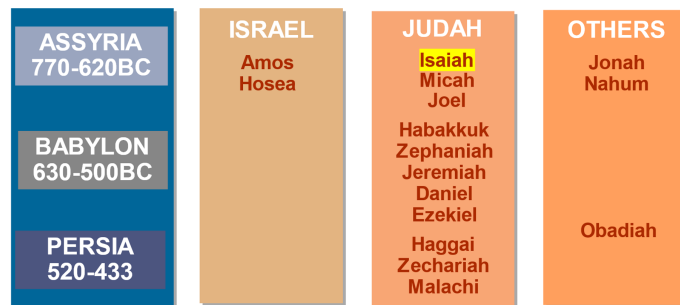 ASSYRIA
770-620BC
BABYLON
630-500BC
PERSIA
520-433
ISRAEL
Amos
Hosea
JUDAH
Isaiah
Micah
Joel
Habakkuk
Zephaniah
Jeremiah
Daniel
Ezekiel
Haggai
Zechariah
Malachi
OTHERS
Jonah
Nahum
Obadiah